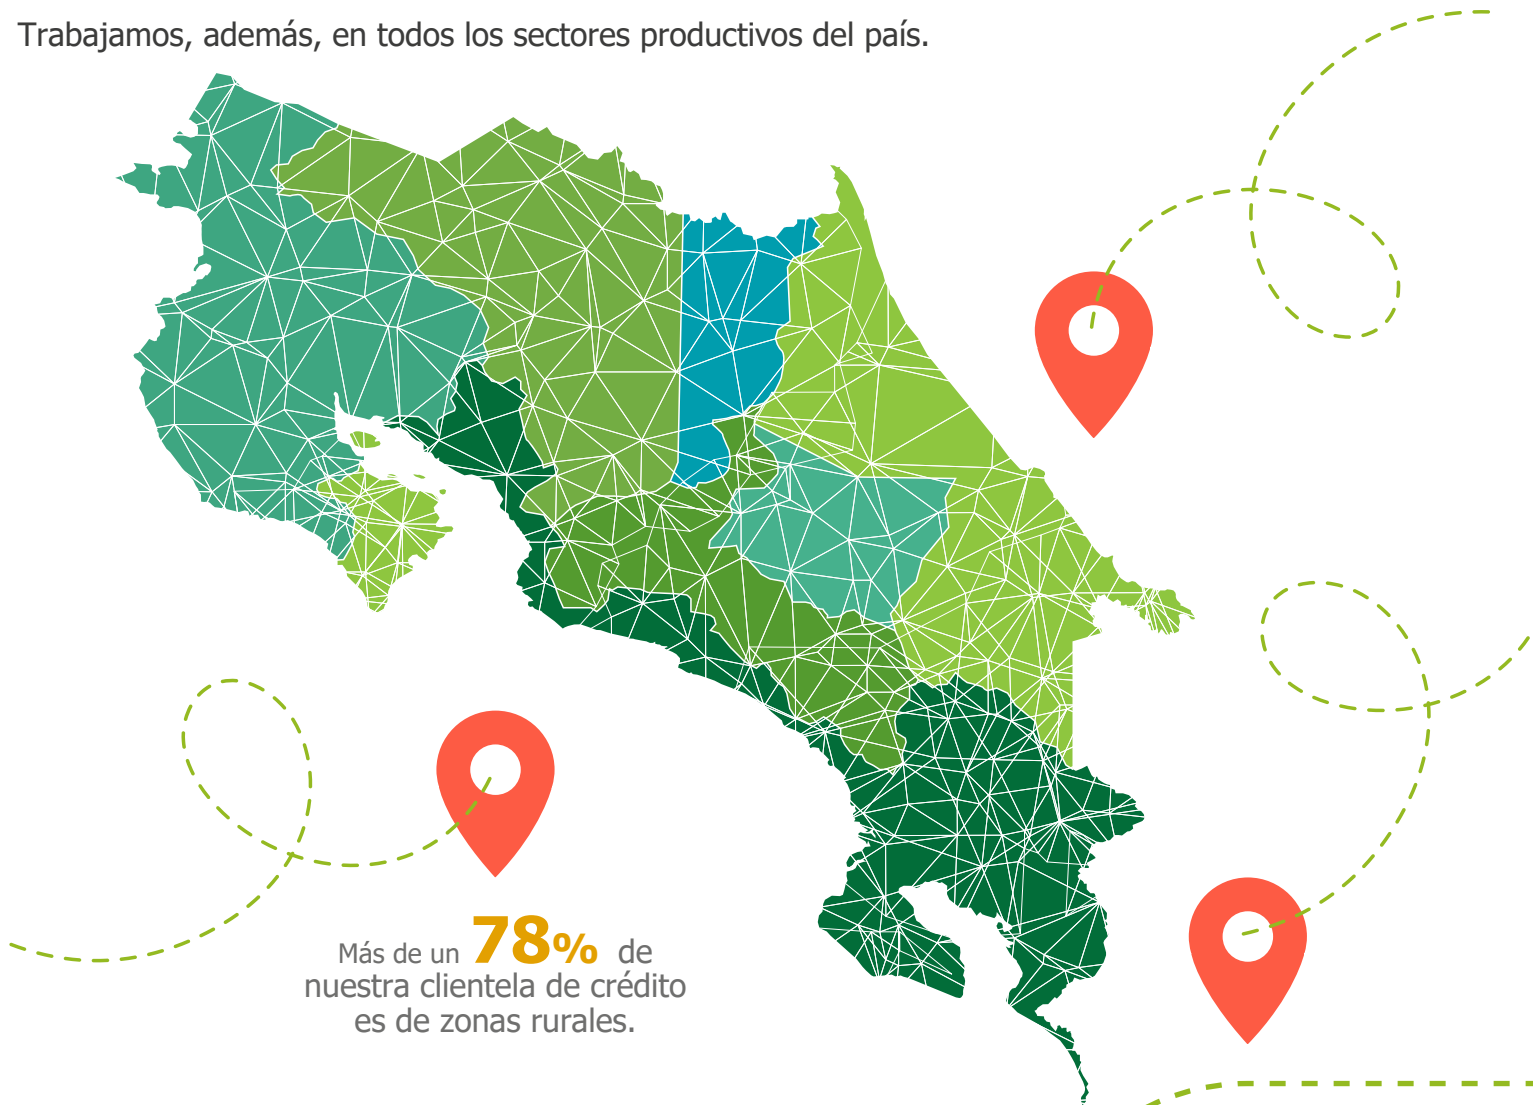 Trabajamos, además, en todos los sectores productivos del país.
Más de un 78% de
nuestra clientela de crédito
es de zonas rurales.